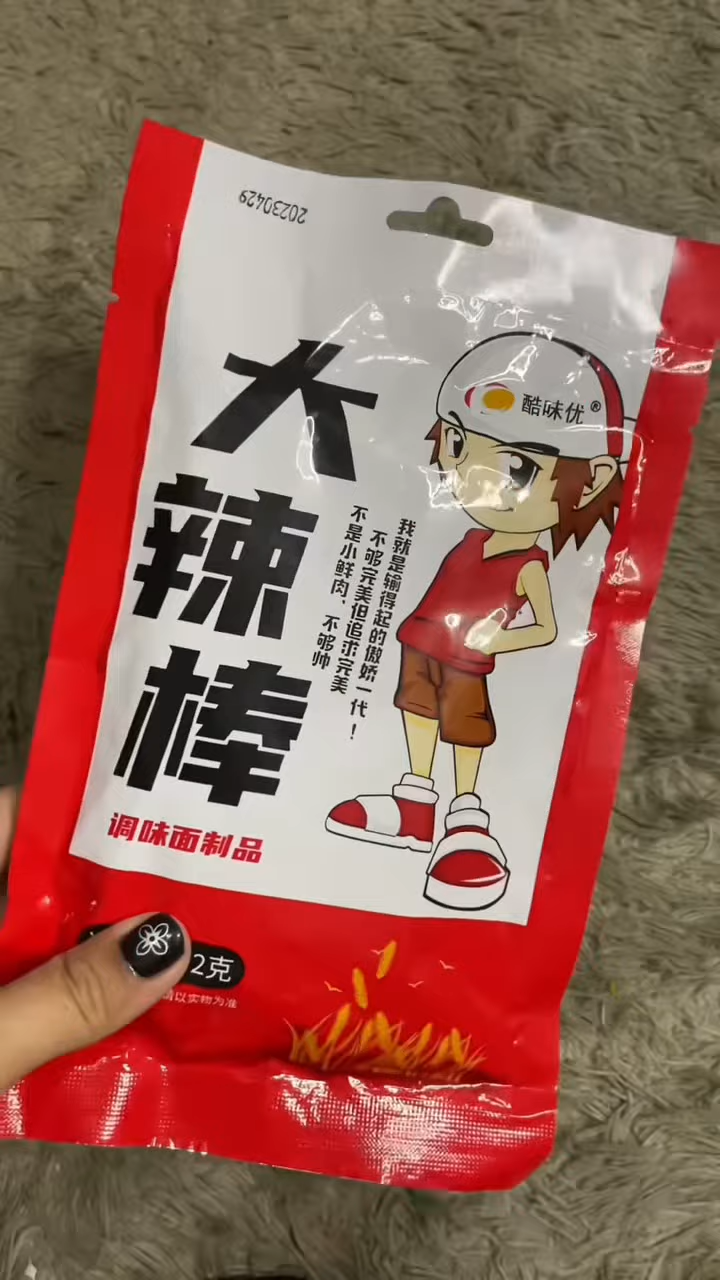 20230429
酷味优®
大辣棒
我就是输得起的傲娇一代！
不够完美但追求完美
不是小鲜肉、不够帅
调味面制品
2克
请以实物为准